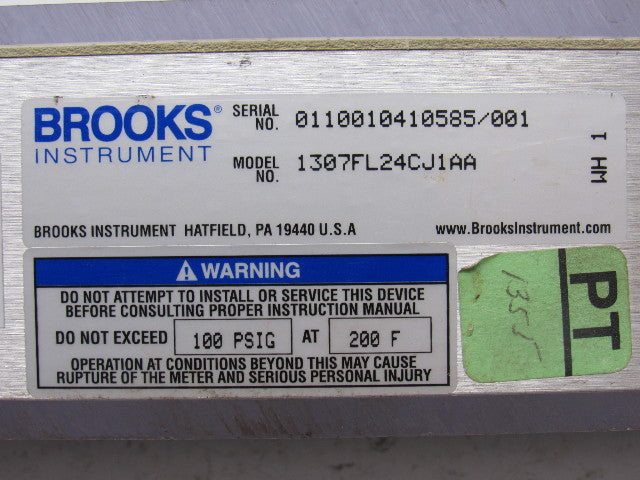 BROOKS®
INSTRUMENT
SERIAL NO. 0110010410585/001
MODEL NO. 1307FL24CJ1AA
1 HM
BROOKS INSTRUMENT HATFIELD, PA 19440 U.S.A
www.BrooksInstrument.com
WARNING
DO NOT ATTEMPT TO INSTALL OR SERVICE THIS DEVICE
BEFORE CONSULTING PROPER INSTRUCTION MANUAL
DO NOT EXCEED 100 PSIG AT 200 F
OPERATION AT CONDITIONS BEYOND THIS MAY CAUSE
RUPTURE OF THE METER AND SERIOUS PERSONAL INJURY
PT
1355